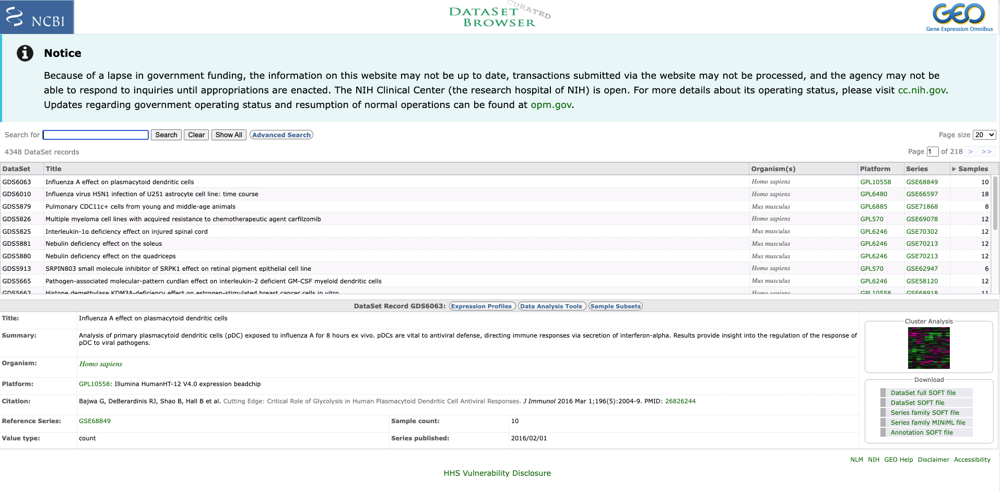 NCBI
DATASET BROWSER
CURATED
GEO
Gene Expression Omnibus
Notice
Because of a lapse in government funding, the information on this website may not be up to date, transactions submitted via the website may not be processed, and the agency may not be
able to respond to inquiries until appropriations are enacted. The NIH Clinical Center (the research hospital of NIH) is open. For more details about its operating status, please visit cc.nih.gov.
Updates regarding government operating status and resumption of normal operations can be found at opm.gov.
Search for Search Clear Show All Advanced Search Page size 20
4348 DataSet records Page 1 of 218 > >>
DataSet Title Organism(s) Platform Series Samples
GDS6063 Influenza A effect on plasmacytoid dendritic cells Homo sapiens GPL10558 GSE68849 10
GDS6010 Influenza virus H5N1 infection of U251 astrocyte cell line: time course Homo sapiens GPL6480 GSE66597 18
GDS5879 Pulmonary CDC11c+ cells from young and middle-age animals Mus musculus GPL6885 GSE71868 8
GDS5826 Multiple myeloma cell lines with acquired resistance to chemotherapeutic agent carfilzomib Homo sapiens GPL570 GSE69078 12
GDS5825 Interleukin-1α deficiency effect on injured spinal cord Mus musculus GPL6246 GSE70302 12
GDS5881 Nebulin deficiency effect on the soleus Mus musculus GPL6246 GSE70213 12
GDS5880 Nebulin deficiency effect on the quadriceps Mus musculus GPL6246 GSE70213 12
GDS5913 SRPIN803 small molecule inhibitor of SRPK1 effect on retinal pigment epithelial cell line Homo sapiens GPL570 GSE62947 6
GDS5665 Pathogen-associated molecular-pattern curdlan effect on interleukin-2 deficient GM-CSF myeloid dendritic cells Mus musculus GPL6246 GSE58120 12
GDS5662 Histone demethylase KDM3A-deficiency effect on estrogen-stimulated breast cancer cells in vitro Homo sapiens GPL10558 GSE68918 11
DataSet Record GDS6063: Expression Profiles Data Analysis Tools Sample Subsets
Title: Influenza A effect on plasmacytoid dendritic cells
Summary: Analysis of primary plasmacytoid dendritic cells (pDC) exposed to influenza A for 8 hours ex vivo. pDCs are vital to antiviral defense, directing immune responses via secretion of interferon-alpha. Results provide insight into the regulation of the response of
pDC to viral pathogens.
Organism: Homo sapiens
Platform: GPL10558: Illumina HumanHT-12 V4.0 expression beadchip
Citation: Bajwa G, DeBerardinis RJ, Shao B, Hall B et al. Cutting Edge: Critical Role of Glycolysis in Human Plasmacytoid Dendritic Cell Antiviral Responses. J Immunol 2016 Mar 1;196(5):2004-9. PMID: 26826244
Reference Series: GSE68849 Sample count: 10
Value type: count Series published: 2016/02/01
Cluster Analysis
Download
DataSet full SOFT file
DataSet SOFT file
Series family SOFT file
Series family MINiML file
Annotation SOFT file
NLM NIH GEO Help Disclaimer Accessibility
HHS Vulnerability Disclosure